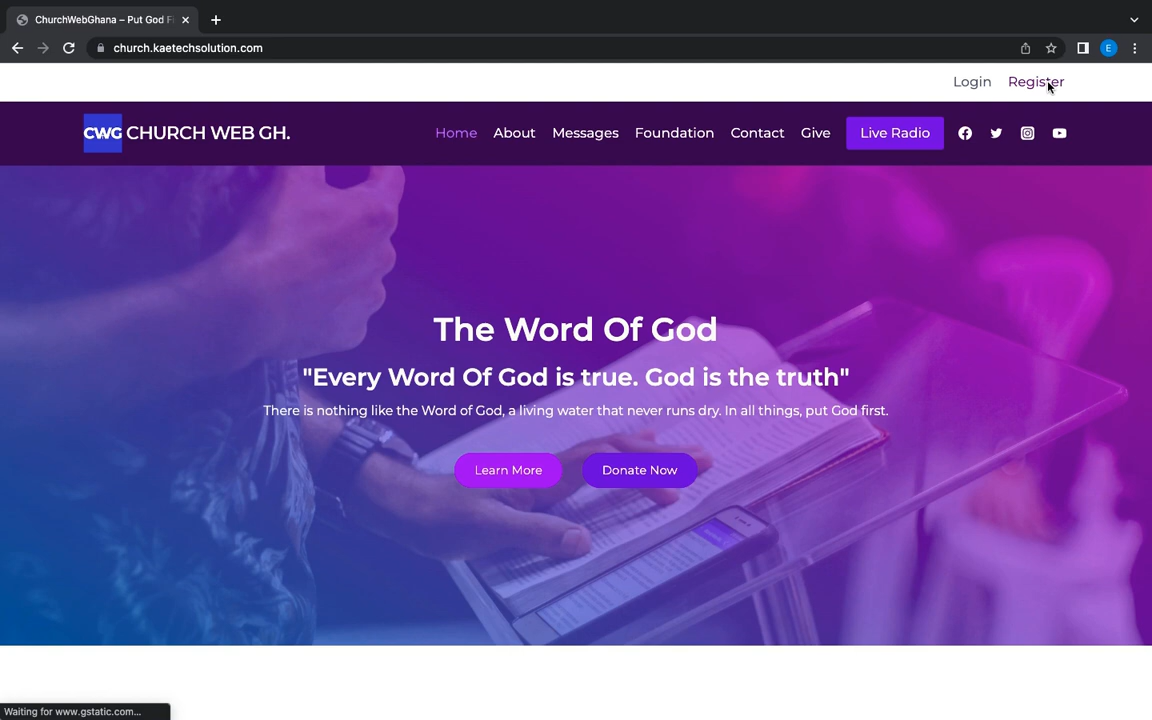 ChurchWebGhana – Put God Fi
church.kaetechsolution.com
E
Login Register
CWG CHURCH WEB GH. Home About Messages Foundation Contact Give Live Radio
The Word Of God
"Every Word Of God is true. God is the truth"
There is nothing like the Word of God, a living water that never runs dry. In all things, put God first.
Learn More Donate Now
Waiting for www.gstatic.com...